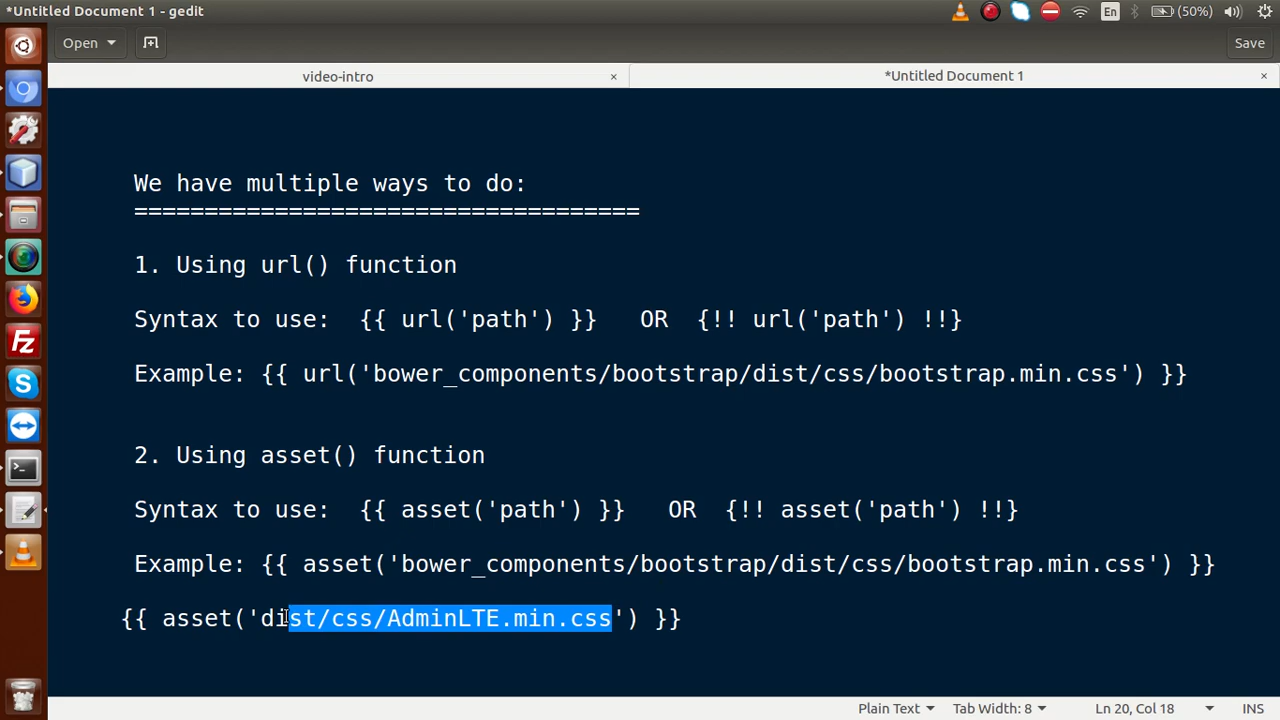 *Untitled Document 1 - gedit
En
(50%)
Open
Save
video-intro
×
*Untitled Document 1
×
We have multiple ways to do:
====================================
1. Using url() function
Syntax to use:  {{ url('path') }}   OR  {!! url('path') !!}
Example: {{ url('bower_components/bootstrap/dist/css/bootstrap.min.css') }}
2. Using asset() function
Syntax to use:  {{ asset('path') }}   OR  {!! asset('path') !!}
Example: {{ asset('bower_components/bootstrap/dist/css/bootstrap.min.css') }}
{{ asset('dist/css/AdminLTE.min.css') }}
Plain Text
Tab Width: 8
Ln 20, Col 18
INS